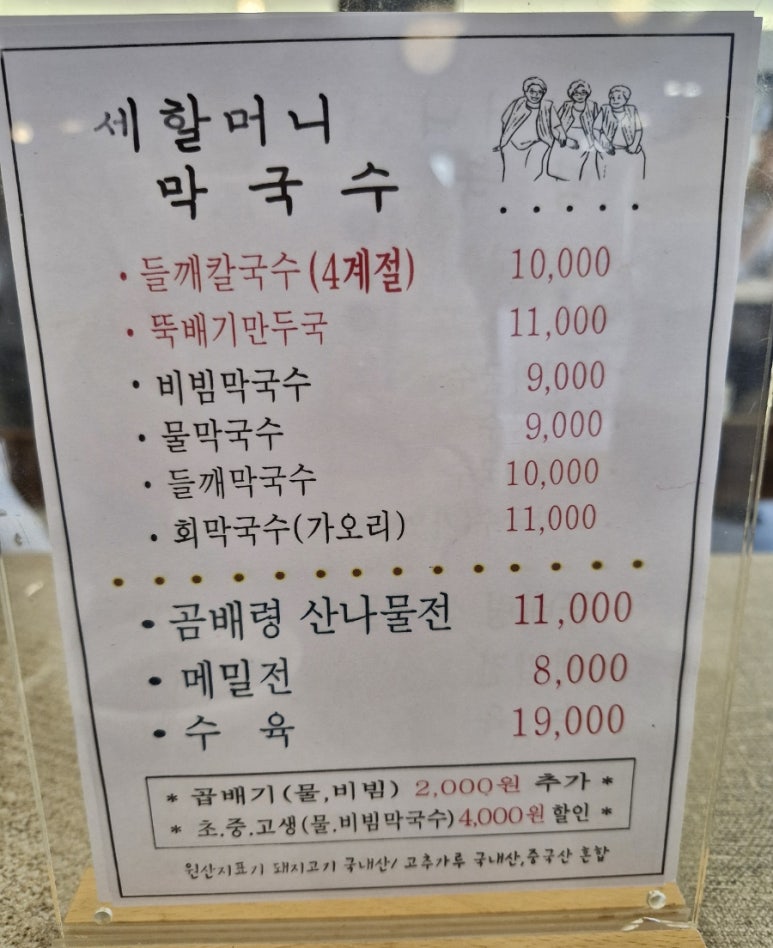 세할머니
막국수
• 들깨칼국수(4계절) 10,000
• 뚝배기만두국 11,000
• 비빔막국수 9,000
• 물막국수 9,000
• 들깨막국수 10,000
• 회막국수(가오리) 11,000
• 곰배령 산나물전 11,000
• 메밀전 8,000
• 수 육 19,000
* 곱배기(물,비빔) 2,000원 추가 *
* 초.중.고생(물.비빔막국수)4,000원 할인 *
원산지표기 돼지고기 국내산/ 고추가루 국내산,중국산 혼합